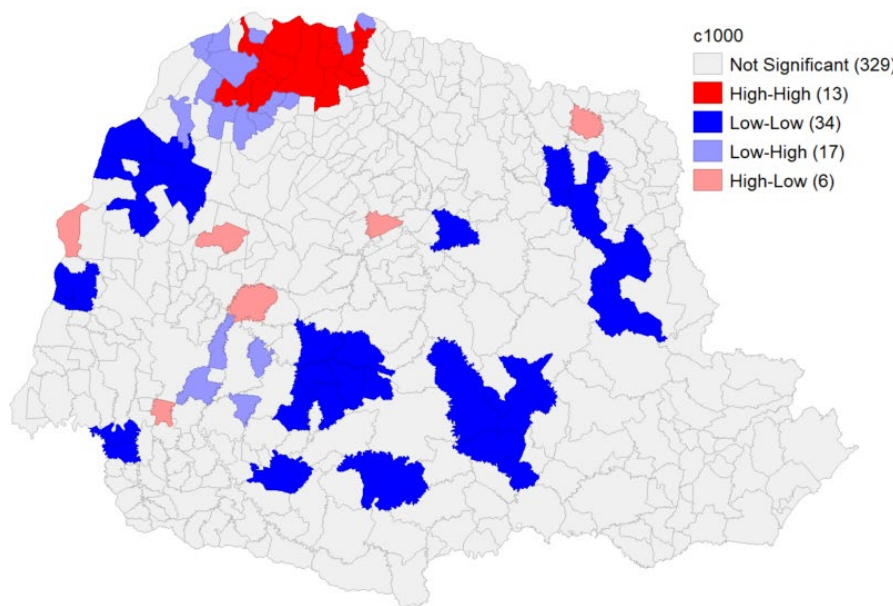 c1000
Not Significant (329)
High-High (13)
Low-Low (34)
Low-High (17)
High-Low (6)